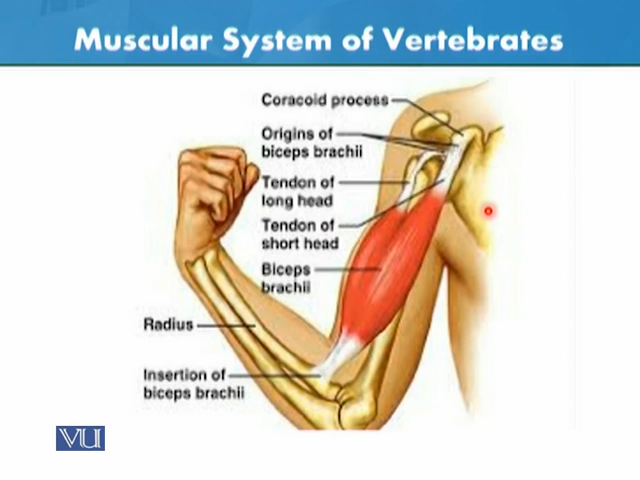 Muscular System of Vertebrates
Coracoid process
Origins of
biceps brachii
Tendon of
long head
Tendon of
short head
Biceps
brachii
Radius
Insertion of
biceps brachii
VU